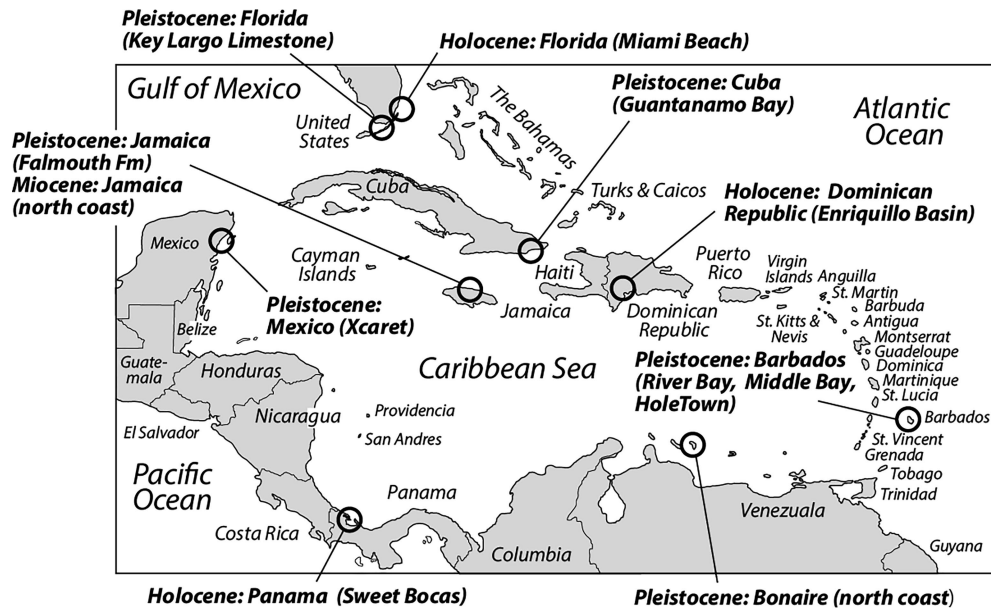 Pleistocene: Florida
(Key Largo Limestone)
Holocene: Florida (Miami Beach)
Gulf of Mexico
Pleistocene: Cuba
(Guantanamo Bay)
The Bahamas
Atlantic
Ocean
United
States
Pleistocene: Jamaica
(Falmouth Fm)
Miocene: Jamaica
(north coast)
Cuba
Turks & Caicos
Holocene: Dominican
Republic (Enriquillo Basin)
Mexico
Cayman
Islands
Haiti
Puerto
Rico
Virgin
Islands
Anguilla
St. Martin
Barbuda
Antigua
Montserrat
Guadeloupe
Dominica
Martinique
St. Lucia
Pleistocene:
Mexico (Xcaret)
Jamaica
Dominican
Republic
St. Kitts &
Nevis
Belize
Guate-
mala
Honduras
Caribbean Sea
Pleistocene: Barbados
(River Bay, Middle Bay,
HoleTown)
Nicaragua
Providencia
San Andres
Barbados
El Salvador
St. Vincent
Grenada
Tobago
Trinidad
Pacific
Ocean
Panama
Costa Rica
Venezuela
Columbia
Guyana
Holocene: Panama (Sweet Bocas)
Pleistocene: Bonaire (north coast)